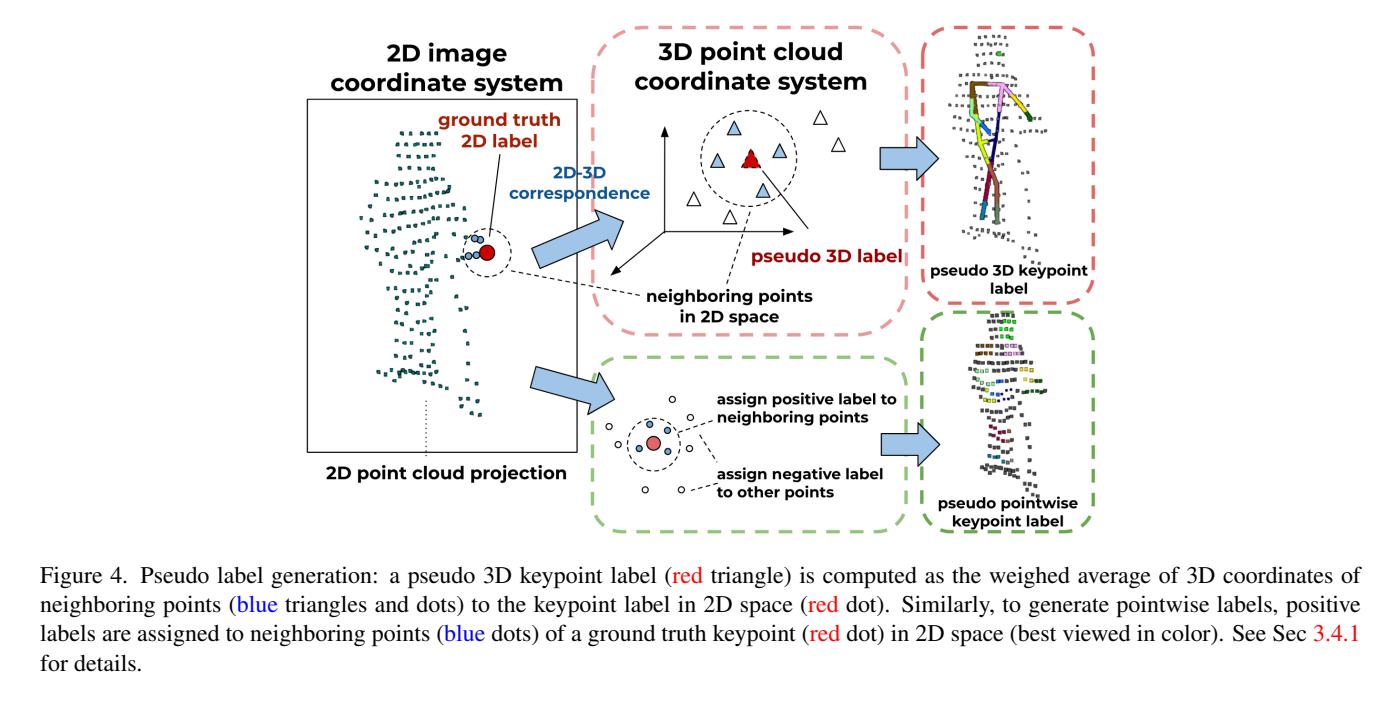 2D image
coordinate system
ground truth
2D label
2D-3D
correspondence
2D point cloud projection
3D point cloud
coordinate system
pseudo 3D label
neighboring points
in 2D space
pseudo 3D keypoint
label
assign positive label to
neighboring points
assign negative label
to other points
pseudo pointwise
keypoint label
Figure 4. Pseudo label generation: a pseudo 3D keypoint label (red triangle) is computed as the weighed average of 3D coordinates of
neighboring points (blue triangles and dots) to the keypoint label in 2D space (red dot). Similarly, to generate pointwise labels, positive
labels are assigned to neighboring points (blue dots) of a ground truth keypoint (red dot) in 2D space (best viewed in color). See Sec 3.4.1
for details.